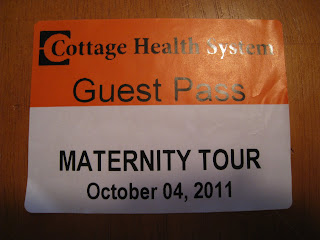 Cottage Health System
Guest Pass
MATERNITY TOUR
October 04, 2011